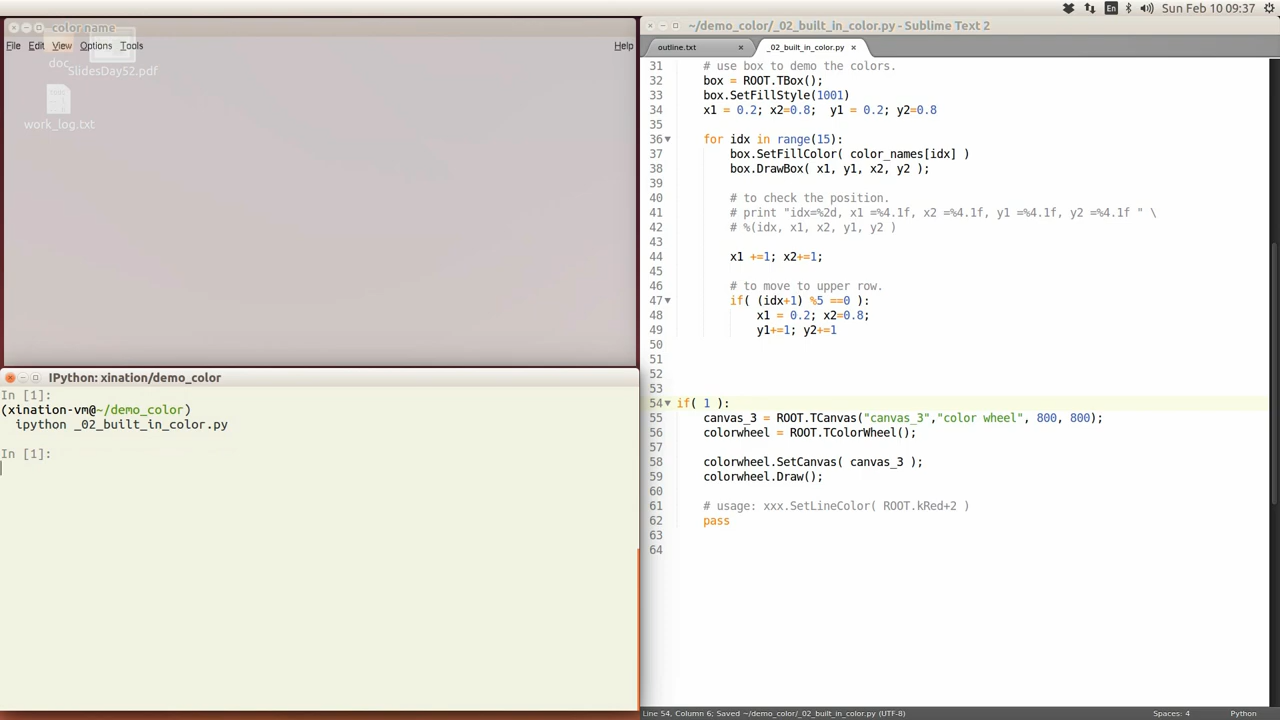 En
Sun Feb 10 09:37
color name
File Edit View Options Tools Help
doc
SlidesDay52.pdf
work_log.txt
IPython: xination/demo_color
In [1]:
(xination-vm@~/demo_color)
ipython _02_built_in_color.py
In [1]:
~/demo_color/_02_built_in_color.py - Sublime Text 2
outline.txt × _02_built_in_color.py ×
31 # use box to demo the colors.
32 box = ROOT.TBox();
33 box.SetFillStyle(1001)
34 x1 = 0.2; x2=0.8; y1 = 0.2; y2=0.8
35
36 for idx in range(15):
37 box.SetFillColor( color_names[idx] )
38 box.DrawBox( x1, y1, x2, y2 );
39
40 # to check the position.
41 # print "idx=%2d, x1 =%4.1f, x2 =%4.1f, y1 =%4.1f, y2 =%4.1f " \
42 # %(idx, x1, x2, y1, y2 )
43
44 x1 +=1; x2+=1;
45
46 # to move to upper row.
47 if( (idx+1) %5 ==0 ):
48 x1 = 0.2; x2=0.8;
49 y1+=1; y2+=1
50
51
52
53
54 if( 1 ):
55 canvas_3 = ROOT.TCanvas("canvas_3","color wheel", 800, 800);
56 colorwheel = ROOT.TColorWheel();
57
58 colorwheel.SetCanvas( canvas_3 );
59 colorwheel.Draw();
60
61 # usage: xxx.SetLineColor( ROOT.kRed+2 )
62 pass
63
64
Line 54, Column 6; Saved ~/demo_color/_02_built_in_color.py (UTF-8) Spaces: 4 Python